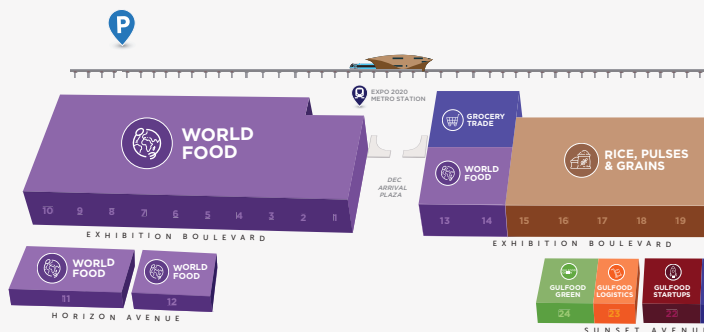 P
EXPO 2020
METRO STATION
GROCERY
TRADE
WORLD
FOOD
WORLD
FOOD
RICE, PULSES
& GRAINS
DEC
ARRIVAL
PLAZA
10 9 8 7 6 5 4 3 2 1
13 14 15 16 17 18 19
EXHIBITION BOULEVARD
EXHIBITION BOULEVARD
WORLD
FOOD
11
WORLD
FOOD
12
HORIZON AVENUE
GULFOOD
GREEN
24
GULFOOD
LOGISTICS
23
GULFOOD
STARTUPS
SUNSET AVENUE